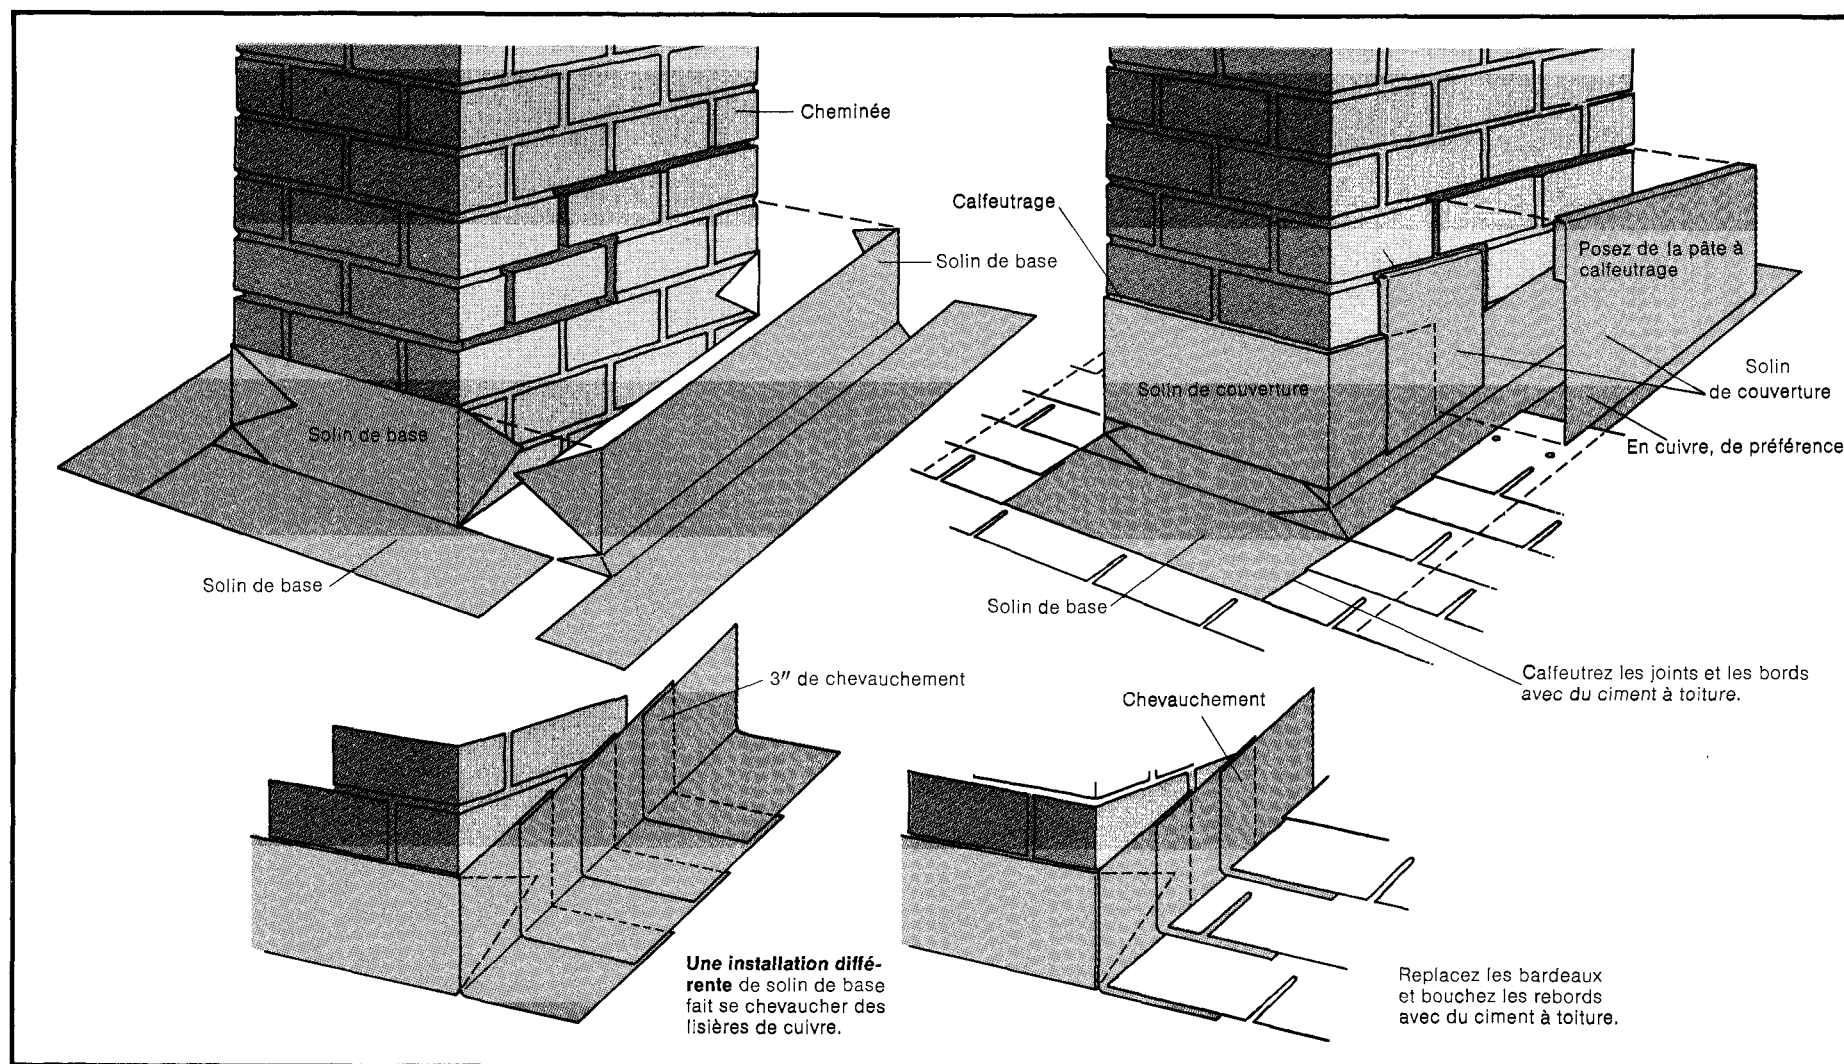 Cheminée
Solin de base
Solin de base
Solin de base
Calfeutrage
Posez de la pâte à
calfeutrage
Solin de couverture
Solin
de couverture
En cuivre, de préférence
Solin de base
Calfeutrez les joints et les bords
avec du ciment à toiture.
3" de chevauchement
Une installation diffé-
rente de solin de base
fait se chevaucher des
lisières de cuivre.
Chevauchement
Replacez les bardeaux
et bouchez les rebords
avec du ciment à toiture.